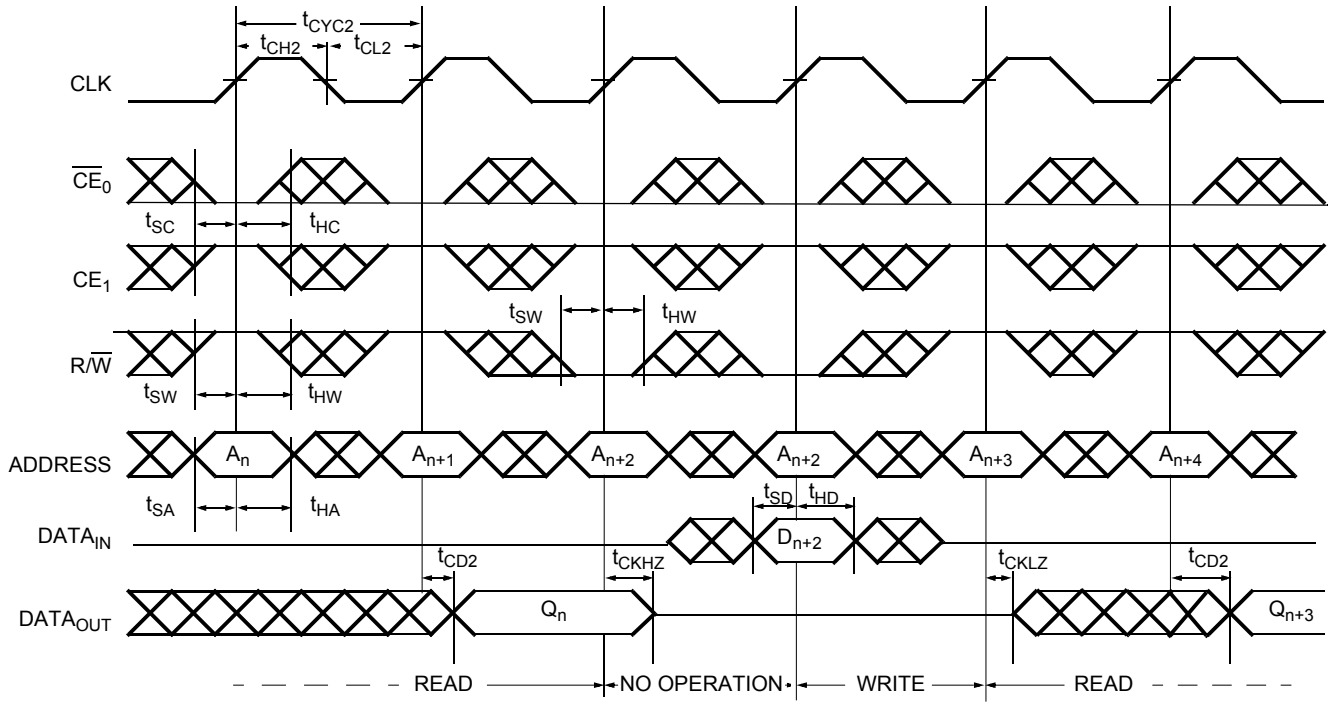 tCYC2
tCH2 tCL2
CLK
CE0
tSC tHC
CE1
tSW tHW
R/W
tSW tHW
ADDRESS An An+1 An+2 An+2 An+3 An+4
tSA tHA tSD tHD
DATAIN Dn+2
tCD2 tCKHZ tCKLZ tCD2
DATAOUT Qn Qn+3
READ NO OPERATION WRITE READ